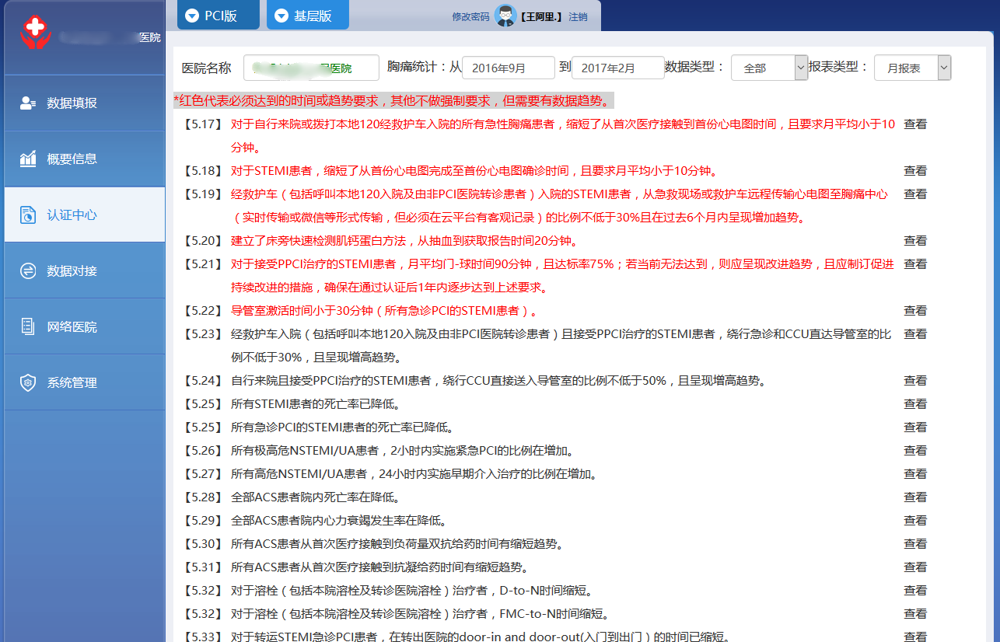 PCI版
基层版
修改密码
【王阿里.】
注销
医院
数据填报
概要信息
认证中心
数据对接
网络医院
系统管理
医院名称 医院 胸痛统计：从 2016年9月 到 2017年2月 数据类型： 全部 报表类型： 月报表
*红色代表必须达到的时间或趋势要求，其他不做强制要求，但需要有数据趋势。
【5.17】 对于自行来院或拨打本地120经救护车入院的所有急性胸痛患者，缩短了从首次医疗接触到首份心电图时间，且要求月平均小于10 查看
分钟。
【5.18】 对于STEMI患者，缩短了从首份心电图完成至首份心电图确诊时间，且要求月平均小于10分钟。 查看
【5.19】 经救护车（包括呼叫本地120入院及由非PCI医院转诊患者）入院的STEMI患者，从急救现场或救护车远程传输心电图至胸痛中心 查看
（实时传输或微信等形式传输，但必须在云平台有客观记录）的比例不低于30%且在过去6个月内呈现增加趋势。
【5.20】 建立了床旁快速检测肌钙蛋白方法，从抽血到获取报告时间20分钟。 查看
【5.21】 对于接受PPCI治疗的STEMI患者，月平均门-球时间90分钟，且达标率75%；若当前无法达到，则应呈现改进趋势，且应制订促进 查看
持续改进的措施，确保在通过认证后1年内逐步达到上述要求。
【5.22】 导管室激活时间小于30分钟（所有急诊PCI的STEMI患者）。 查看
【5.23】 经救护车入院（包括呼叫本地120入院及由非PCI医院转诊患者）且接受PPCI治疗的STEMI患者，绕行急诊和CCU直达导管室的比 查看
例不低于30%，且呈现增高趋势。
【5.24】 自行来院且接受PPCI治疗的STEMI患者，绕行CCU直接送入导管室的比例不低于50%，且呈现增高趋势。 查看
【5.25】 所有STEMI患者的死亡率已降低。 查看
【5.25】 所有急诊PCI的STEMI患者的死亡率已降低。 查看
【5.26】 所有极高危NSTEMI/UA患者，2小时内实施紧急PCI的比例在增加。 查看
【5.27】 所有高危NSTEMI/UA患者，24小时内实施早期介入治疗的比例在增加。 查看
【5.28】 全部ACS患者院内死亡率在降低。 查看
【5.29】 全部ACS患者院内心力衰竭发生率在降低。 查看
【5.30】 所有ACS患者从首次医疗接触到负荷量双抗给药时间有缩短趋势。 查看
【5.31】 所有ACS患者从首次医疗接触到抗凝给药时间有缩短趋势。 查看
【5.32】 对于溶栓（包括本院溶栓及转诊医院溶栓）治疗者，D-to-N时间缩短。 查看
【5.32】 对于溶栓（包括本院溶栓及转诊医院溶栓）治疗者，FMC-to-N时间缩短。 查看
【5.33】 对于转运STEMI急诊PCI患者，在转出医院的door-in and door-out(入门到出门）的时间已缩短。 查看